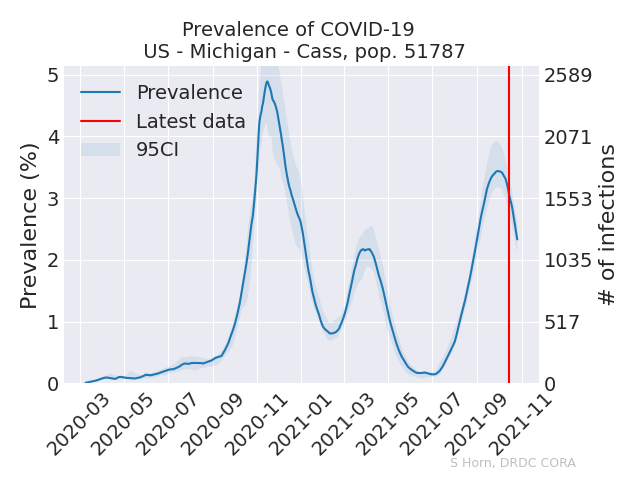 Prevalence of COVID-19
US - Michigan - Cass, pop. 51787
Prevalence
Latest data
95CI
Prevalence (%)
5
4
3
2
1
0
# of infections
2589
2071
1553
1035
517
0
2020-03
2020-05
2020-07
2020-09
2020-11
2021-01
2021-03
2021-05
2021-07
2021-09
2021-11
S Horn, DRDC CORA